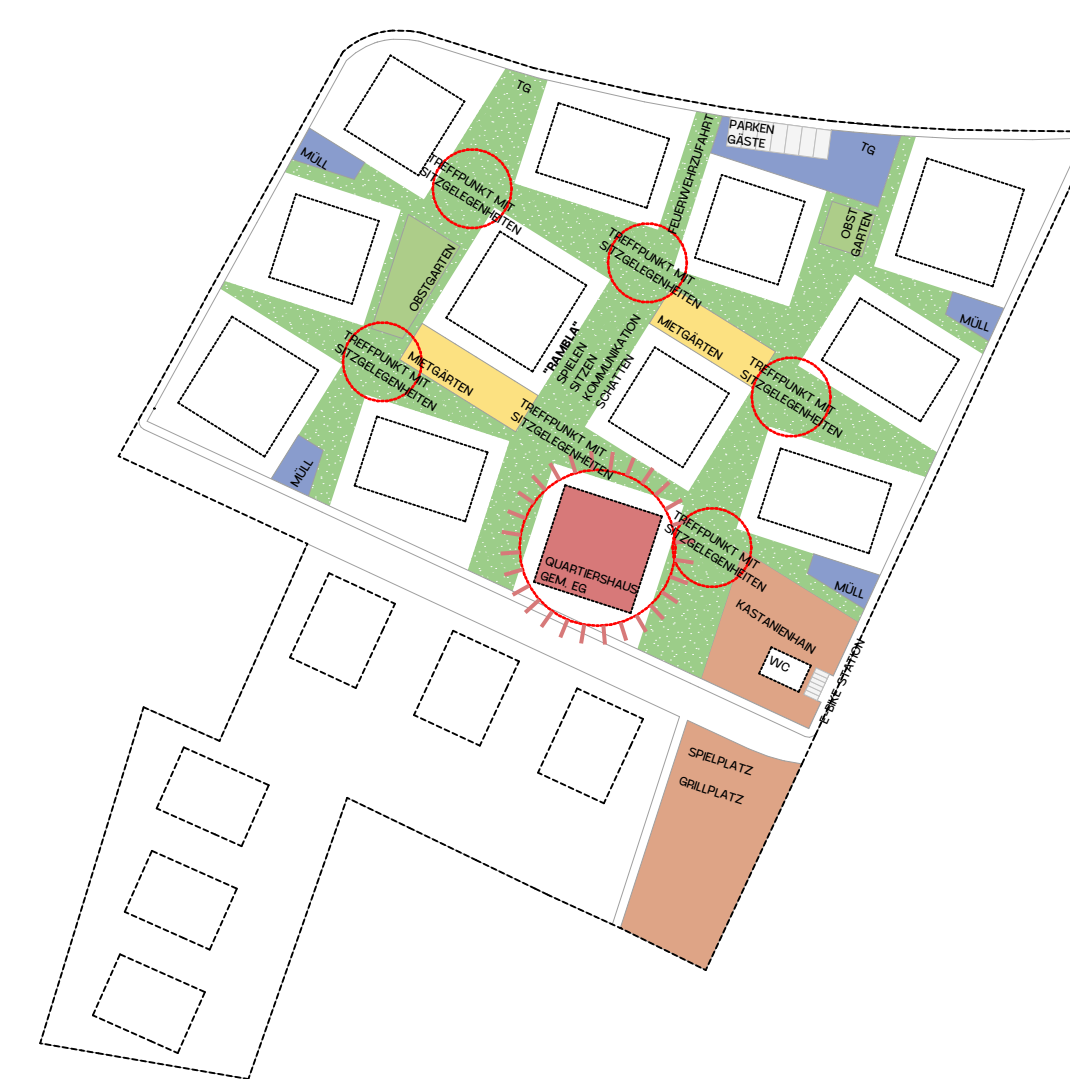 TG
PARKEN
GÄSTE
TG
FEUERWEHRZUFAHRT
MÜLL
TREFFPUNKT MIT
SITZGELEGENHEITEN
OBST
GARTEN
TREFFPUNKT MIT
SITZGELEGENHEITEN
OBSTGARTEN
MÜLL
MIETGÄRTEN
"RAMBLA"
SPIELEN
SITZEN
KOMMUNIKATION
SCHATTEN
TREFFPUNKT MIT
SITZGELEGENHEITEN
MIETGÄRTEN
TREFFPUNKT MIT
SITZGELEGENHEITEN
TREFFPUNKT MIT
SITZGELEGENHEITEN
MÜLL
TREFFPUNKT MIT
SITZGELEGENHEITEN
QUARTIERSHAUS
GEM. EG
MÜLL
KASTANIENHAIN
WC
E-BIKE-STATION
SPIELPLATZ
GRILLPLATZ